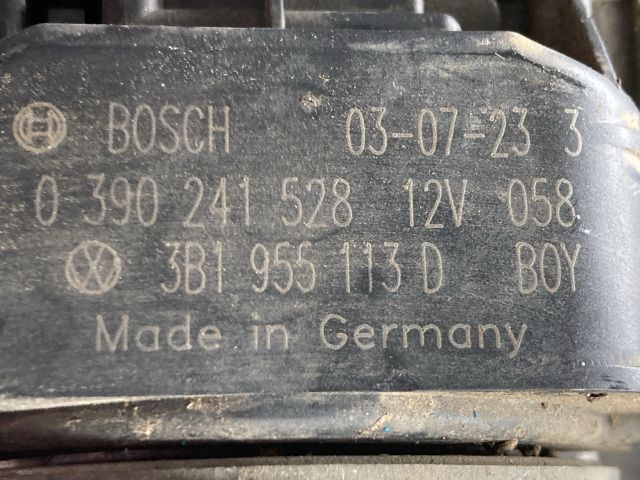 BOSCH 03-07-23 3
0 390 241 528 12V 058
3B1 955 113 D BOY
Made in Germany